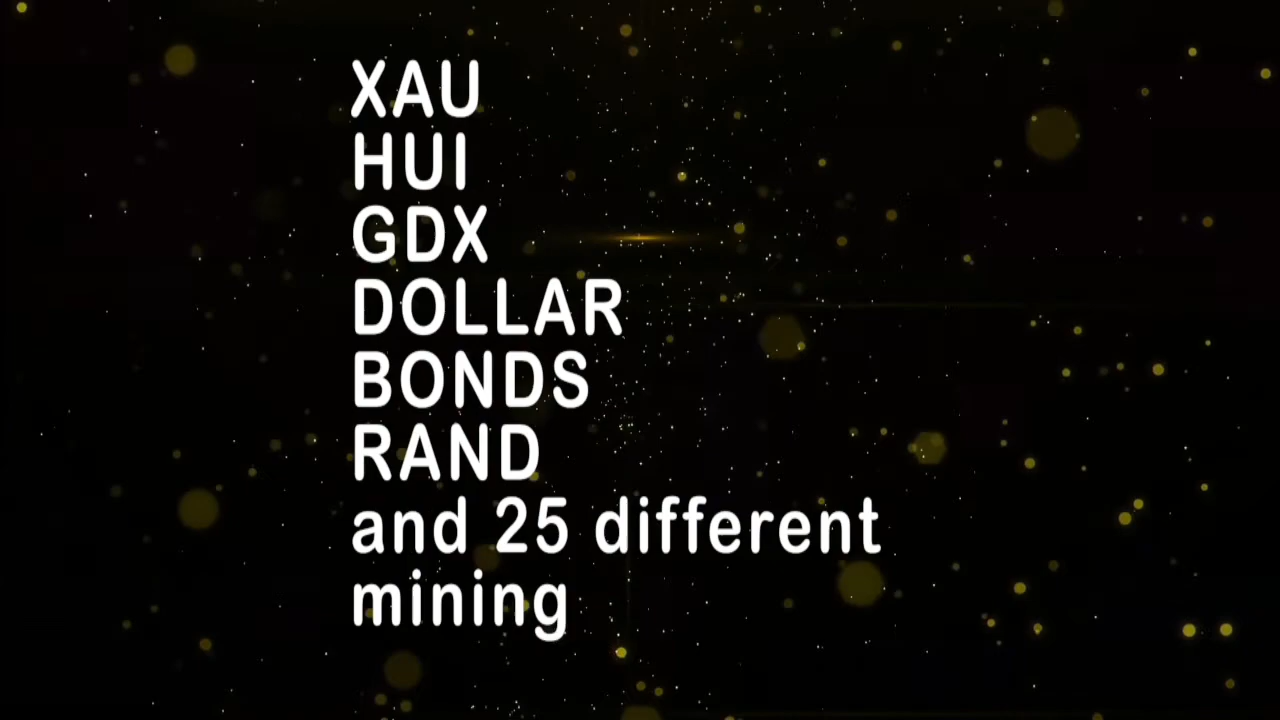 XAU
HUI
GDX
DOLLAR
BONDS
RAND
and 25 different
mining